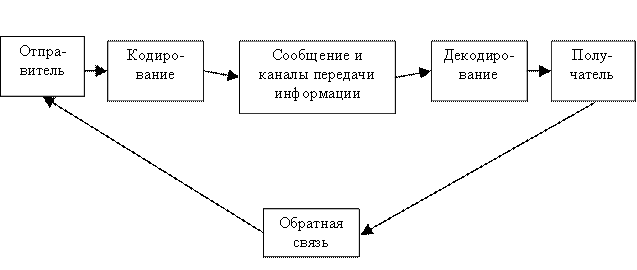 Отпра-
витель
Кодиро-
вание
Сообщение и
каналы передачи
информации
Декодиро-
вание
Полу-
чатель
Обратная
связь